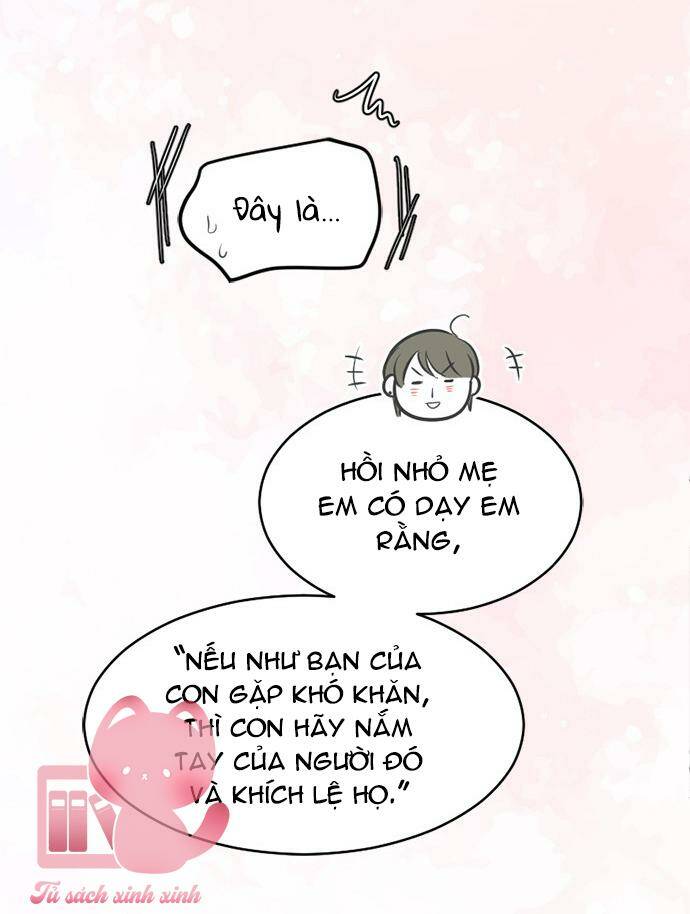 Đây là...
HỒI NHỎ MẸ
EM CÓ DẠY EM
RẰNG,
"NẾU NHƯ BẠN CỦA
CON GẶP KHÓ KHĂN,
THÌ CON HÃY NẮM
TAY CỦA NGƯỜI ĐÓ
VÀ KHÍCH LỆ HỌ."
Tủ sách xinh xinh